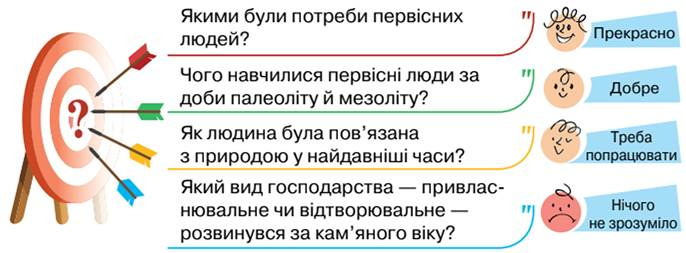 Якими були потреби первісних
людей?
Прекрасно
Чого навчилися первісні люди за
доби палеоліту й мезоліту?
Добре
Як людина була пов’язана
з природою у найдавніші часи?
Треба
попрацювати
Який вид господарства — привлас-
нювальне чи відтворювальне —
розвинувся за кам’яного віку?
Нічого
не зрозуміло
?